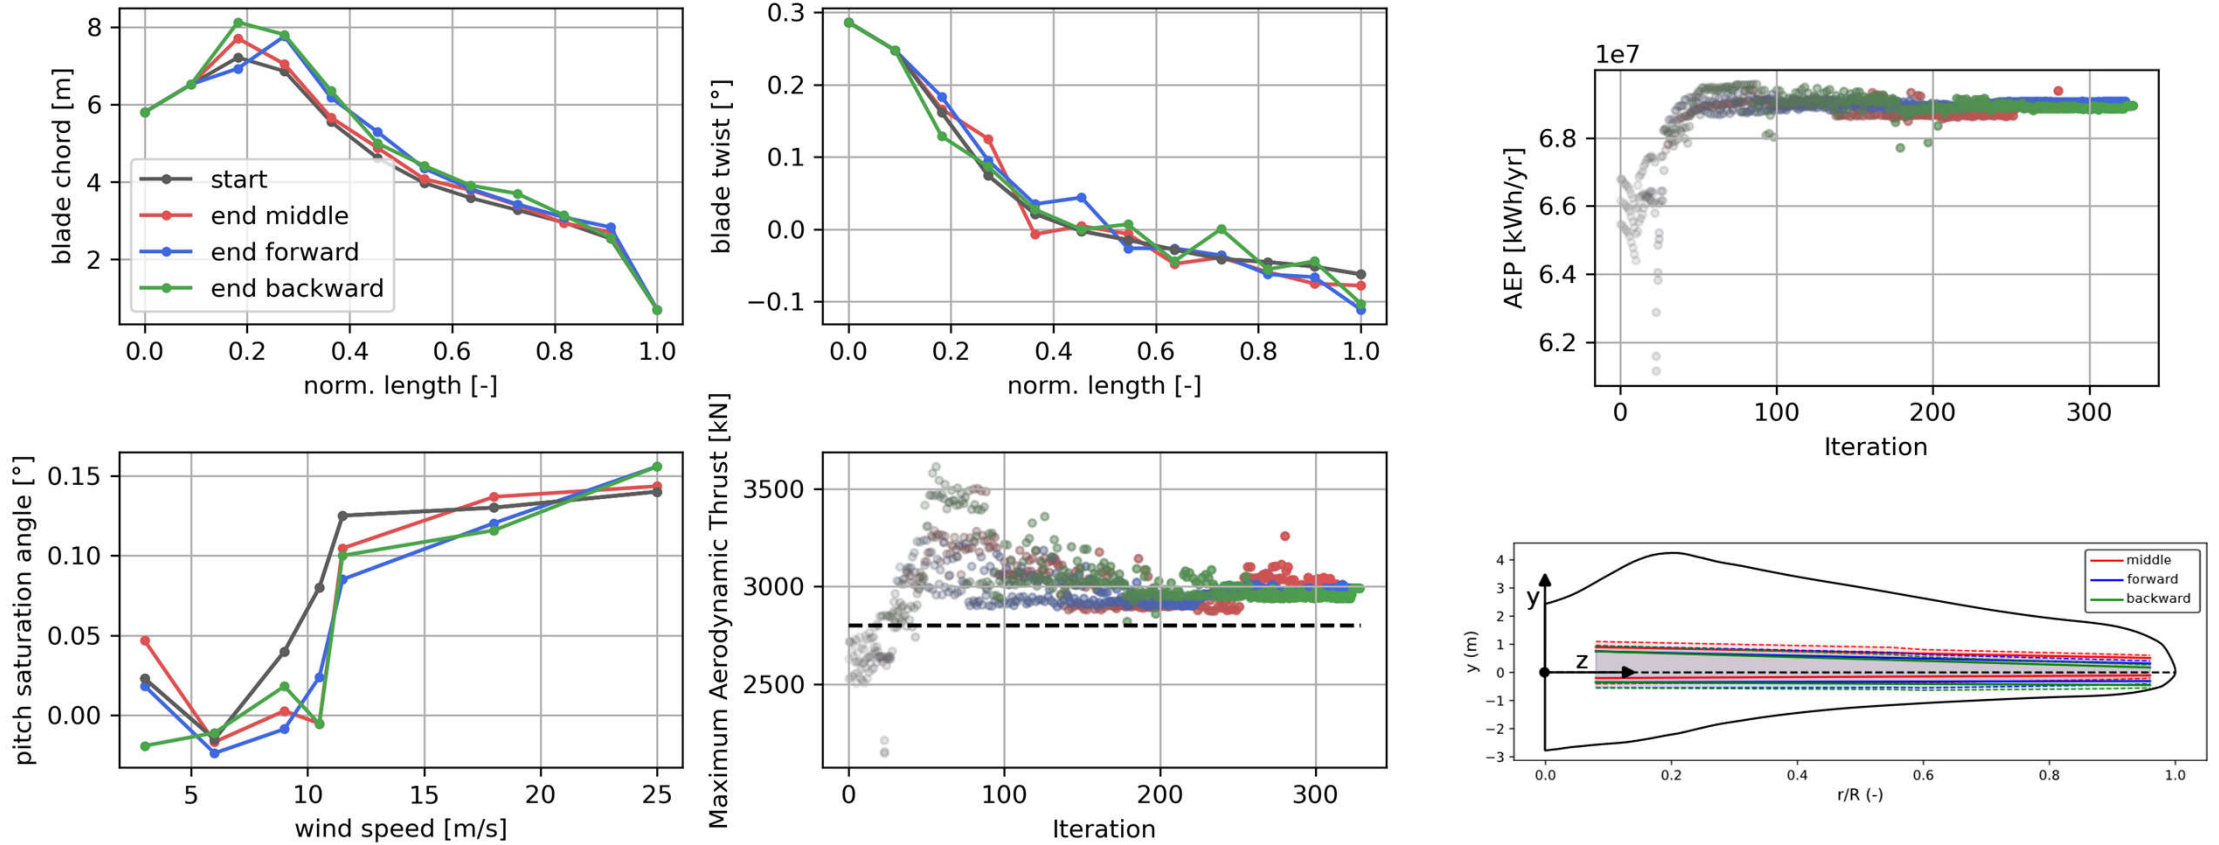 blade chord [m]
8
6
4
2
start
end middle
end forward
end backward
0.0 0.2 0.4 0.6 0.8 1.0
norm. length [-]
blade twist [°]
0.3
0.2
0.1
0.0
−0.1
0.0 0.2 0.4 0.6 0.8 1.0
norm. length [-]
1e7
AEP [kWh/yr]
6.8
6.6
6.4
6.2
0 100 200 300
Iteration
pitch saturation angle [°]
0.15
0.10
0.05
0.00
5 10 15 20 25
wind speed [m/s]
Maximum Aerodynamic Thrust [kN]
3500
3000
2500
0 100 200 300
Iteration
y (m)
4
3
2
1
0
−1
−2
−3
y
z
middle
forward
backward
0.0 0.2 0.4 0.6 0.8 1.0
r/R (-)